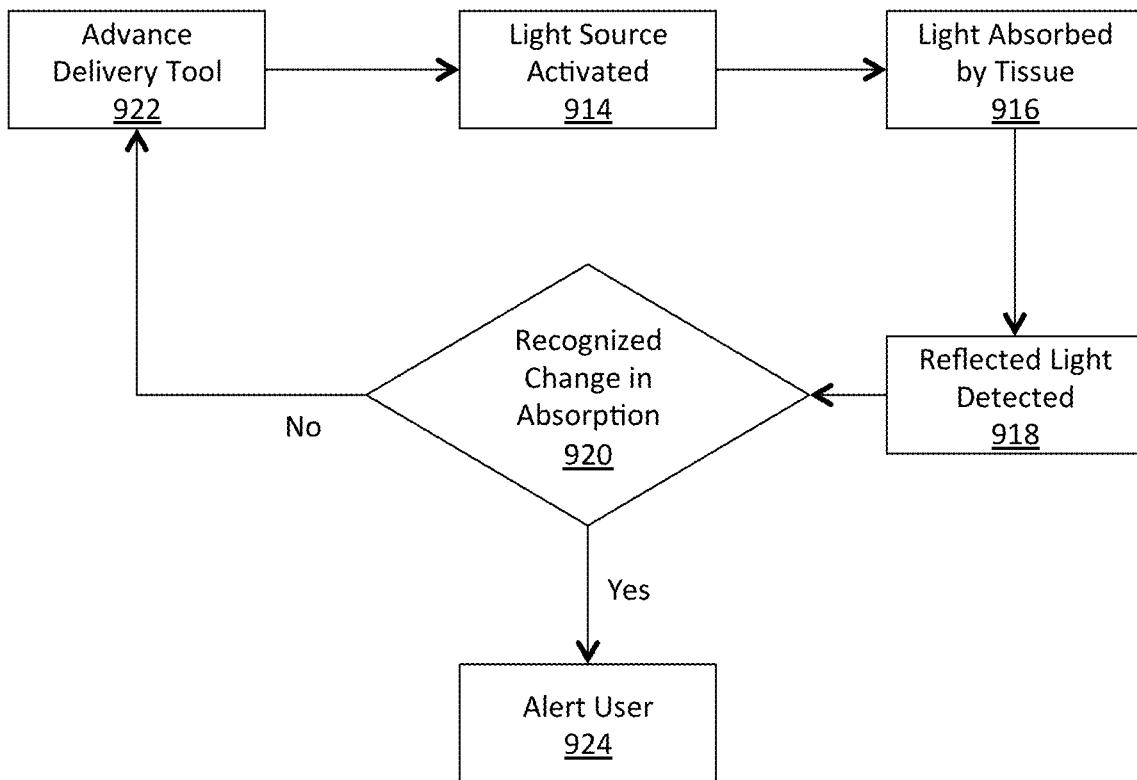 Advance
Delivery Tool
922
Light Source
Activated
914
Light Absorbed
by Tissue
916
Reflected Light
Detected
918
Recognized
Change in
Absorption
920
No
Yes
Alert User
924